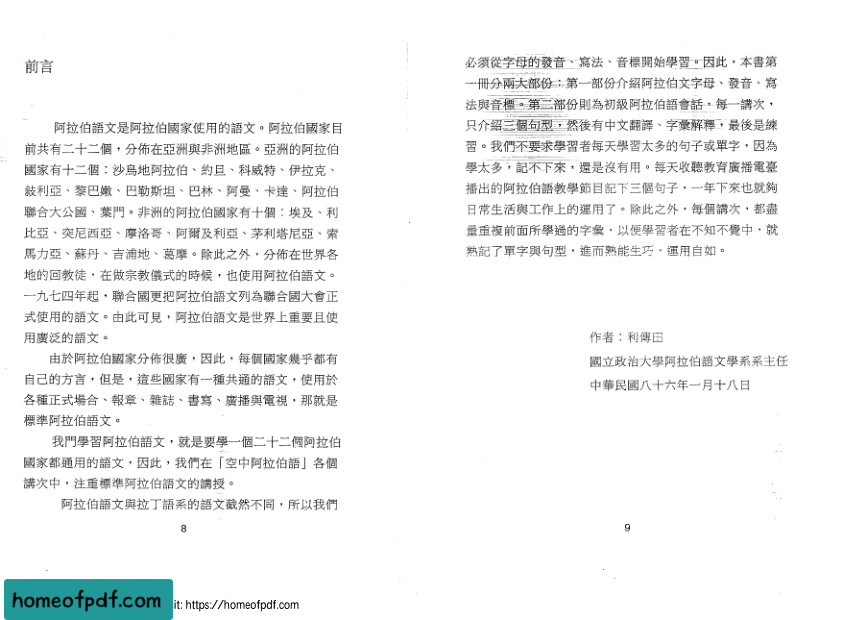 前言
阿拉伯語文是阿拉伯國家使用的語文。阿拉伯國家目
前共有二十二個，分佈在亞洲與非洲地區。亞洲的阿拉伯
國家有十二個：沙烏地阿拉伯、約旦、科威特、伊拉克、
敍利亞、黎巴嫩、巴勒斯坦、巴林、阿曼、卡達、阿拉伯
聯合大公國、葉門。非洲的阿拉伯國家有十個：埃及、利
比亞、突尼西亞、摩洛哥、阿爾及利亞、茅利塔尼亞、索
馬力亞、蘇丹、吉浦地、葛摩。除此之外，分佈在世界各
地的回教徒，在做宗教儀式的時候，也使用阿拉伯語文。
一九七四年起，聯合國更把阿拉伯語文列為聯合國大會正
式使用的語文。由此可見，阿拉伯語文是世界上重要且使
用廣泛的語文。
由於阿拉伯國家分佈很廣，因此，每個國家幾乎都有
自己的方言，但是，這些國家有一種共通的語文，使用於
各種正式場合、報章、雜誌、書寫、廣播與電視，那就是
標準阿拉伯語文。
我門學習阿拉伯語文，就是要學一個二十二個阿拉伯
國家都通用的語文，因此，我們在「空中阿拉伯語」各個
講次中，注重標準阿拉伯語文的講授。
阿拉伯語文與拉丁語系的語文截然不同，所以我們
8
必須從字母的發音、寫法、音標開始學習。因此，本書第
一冊分兩大部份：第一部份介紹阿拉伯文字母、發音、寫
法與音標。第二部份則為初級阿拉伯語會話，每一講次，
只介紹三個句型，然後有中文翻譯、字彙解釋，最後是練
習。我們不要求學習者每天學習太多的句子或單字，因為
學太多，記不下來，還是沒有用。每天收聽教育廣播電臺
播出的阿拉伯語教學節目記下三個句子，一年下來也就夠
日常生活與工作上的運用了。除此之外，每個講次，都盡
量重複前面所學過的字彙，以便學習者在不知不覺中，就
熟記了單字與句型，進而熟能生巧，運用自如。
作者：利傳田
國立政治大學阿拉伯語文學系系主任
中華民國八十六年一月十八日
9
homeofpdf.com
it: https://homeofpdf.com